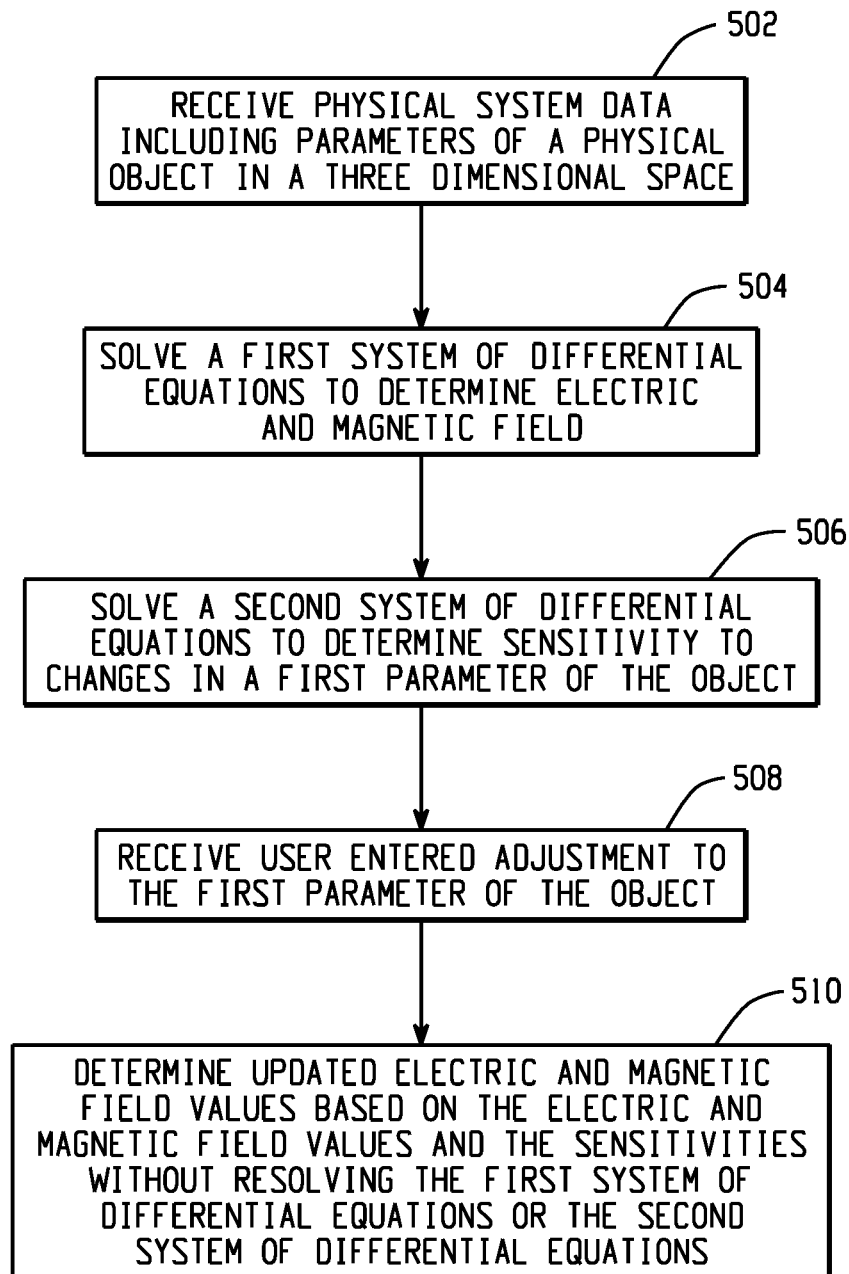 502
RECEIVE PHYSICAL SYSTEM DATA
INCLUDING PARAMETERS OF A PHYSICAL
OBJECT IN A THREE DIMENSIONAL SPACE
504
SOLVE A FIRST SYSTEM OF DIFFERENTIAL
EQUATIONS TO DETERMINE ELECTRIC
AND MAGNETIC FIELD
506
SOLVE A SECOND SYSTEM OF DIFFERENTIAL
EQUATIONS TO DETERMINE SENSITIVITY TO
CHANGES IN A FIRST PARAMETER OF THE OBJECT
508
RECEIVE USER ENTERED ADJUSTMENT TO
THE FIRST PARAMETER OF THE OBJECT
510
DETERMINE UPDATED ELECTRIC AND MAGNETIC
FIELD VALUES BASED ON THE ELECTRIC AND
MAGNETIC FIELD VALUES AND THE SENSITIVITIES
WITHOUT RESOLVING THE FIRST SYSTEM OF
DIFFERENTIAL EQUATIONS OR THE SECOND
SYSTEM OF DIFFERENTIAL EQUATIONS